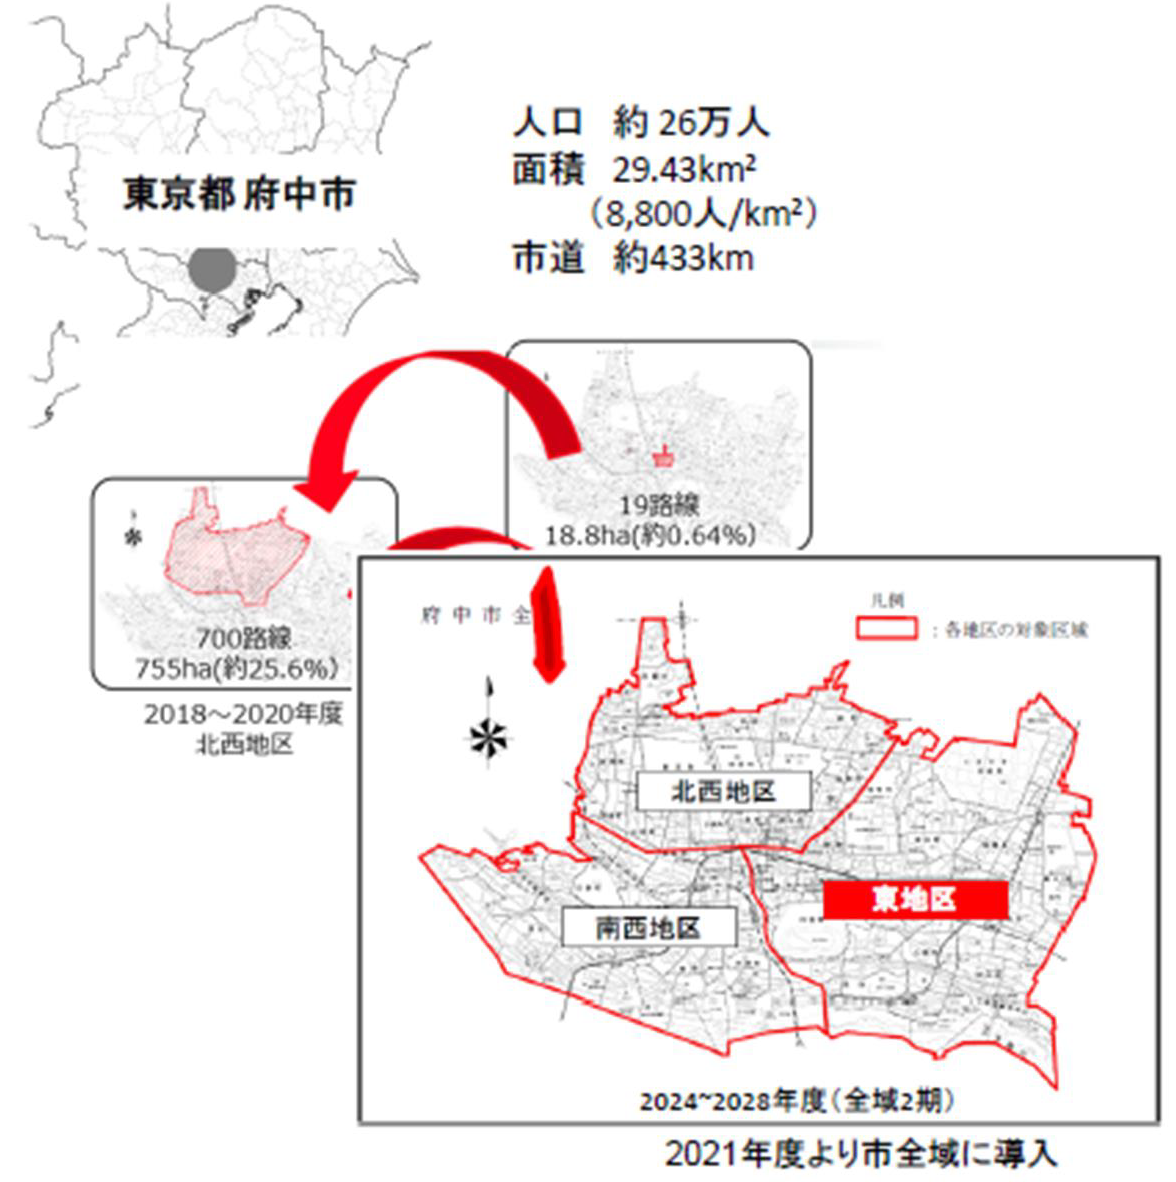 東京都 府中市
人口 約 26万人
面積 29.43km²
（8,800人/km²）
市道 約433km
19路線
18.8ha(約0.64%)
700路線
755ha(約25.6%)
2018～2020年度
北西地区
府中市全
凡例
：各地区の対象区域
北西地区
東地区
南西地区
2024~2028年度（全域2期）
2021年度より市全域に導入